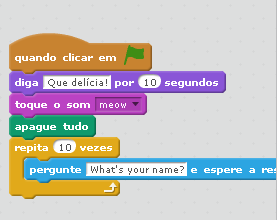 quando clicar em
diga Que delícia! por 10 segundos
toque o som meow
apague tudo
repita 10 vezes
pergunte What's your name? e espere a res